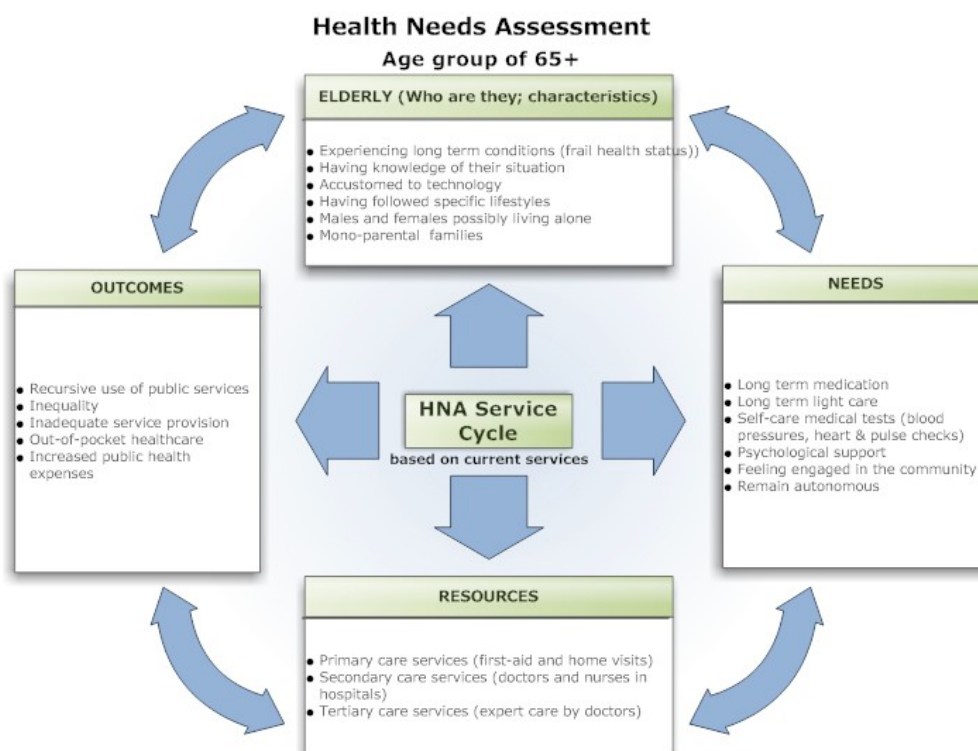 Health Needs Assessment
Age group of 65+
ELDERLY (Who are they; characteristics)
● Experiencing long term conditions (frail health status))
● Having knowledge of their situation
● Accustomed to technology
● Having followed specific lifestyles
● Males and females possibly living alone
● Mono-parental families
OUTCOMES
● Recursive use of public services
● Inequality
● Inadequate service provision
● Out-of-pocket healthcare
● Increased public health
expenses
HNA Service
Cycle
based on current services
NEEDS
● Long term medication
● Long term light care
● Self-care medical tests (blood
pressures, heart & pulse checks)
● Psychological support
● Feeling engaged in the community
● Remain autonomous
RESOURCES
● Primary care services (first-aid and home visits)
● Secondary care services (doctors and nurses in
hospitals)
● Tertiary care services (expert care by doctors)